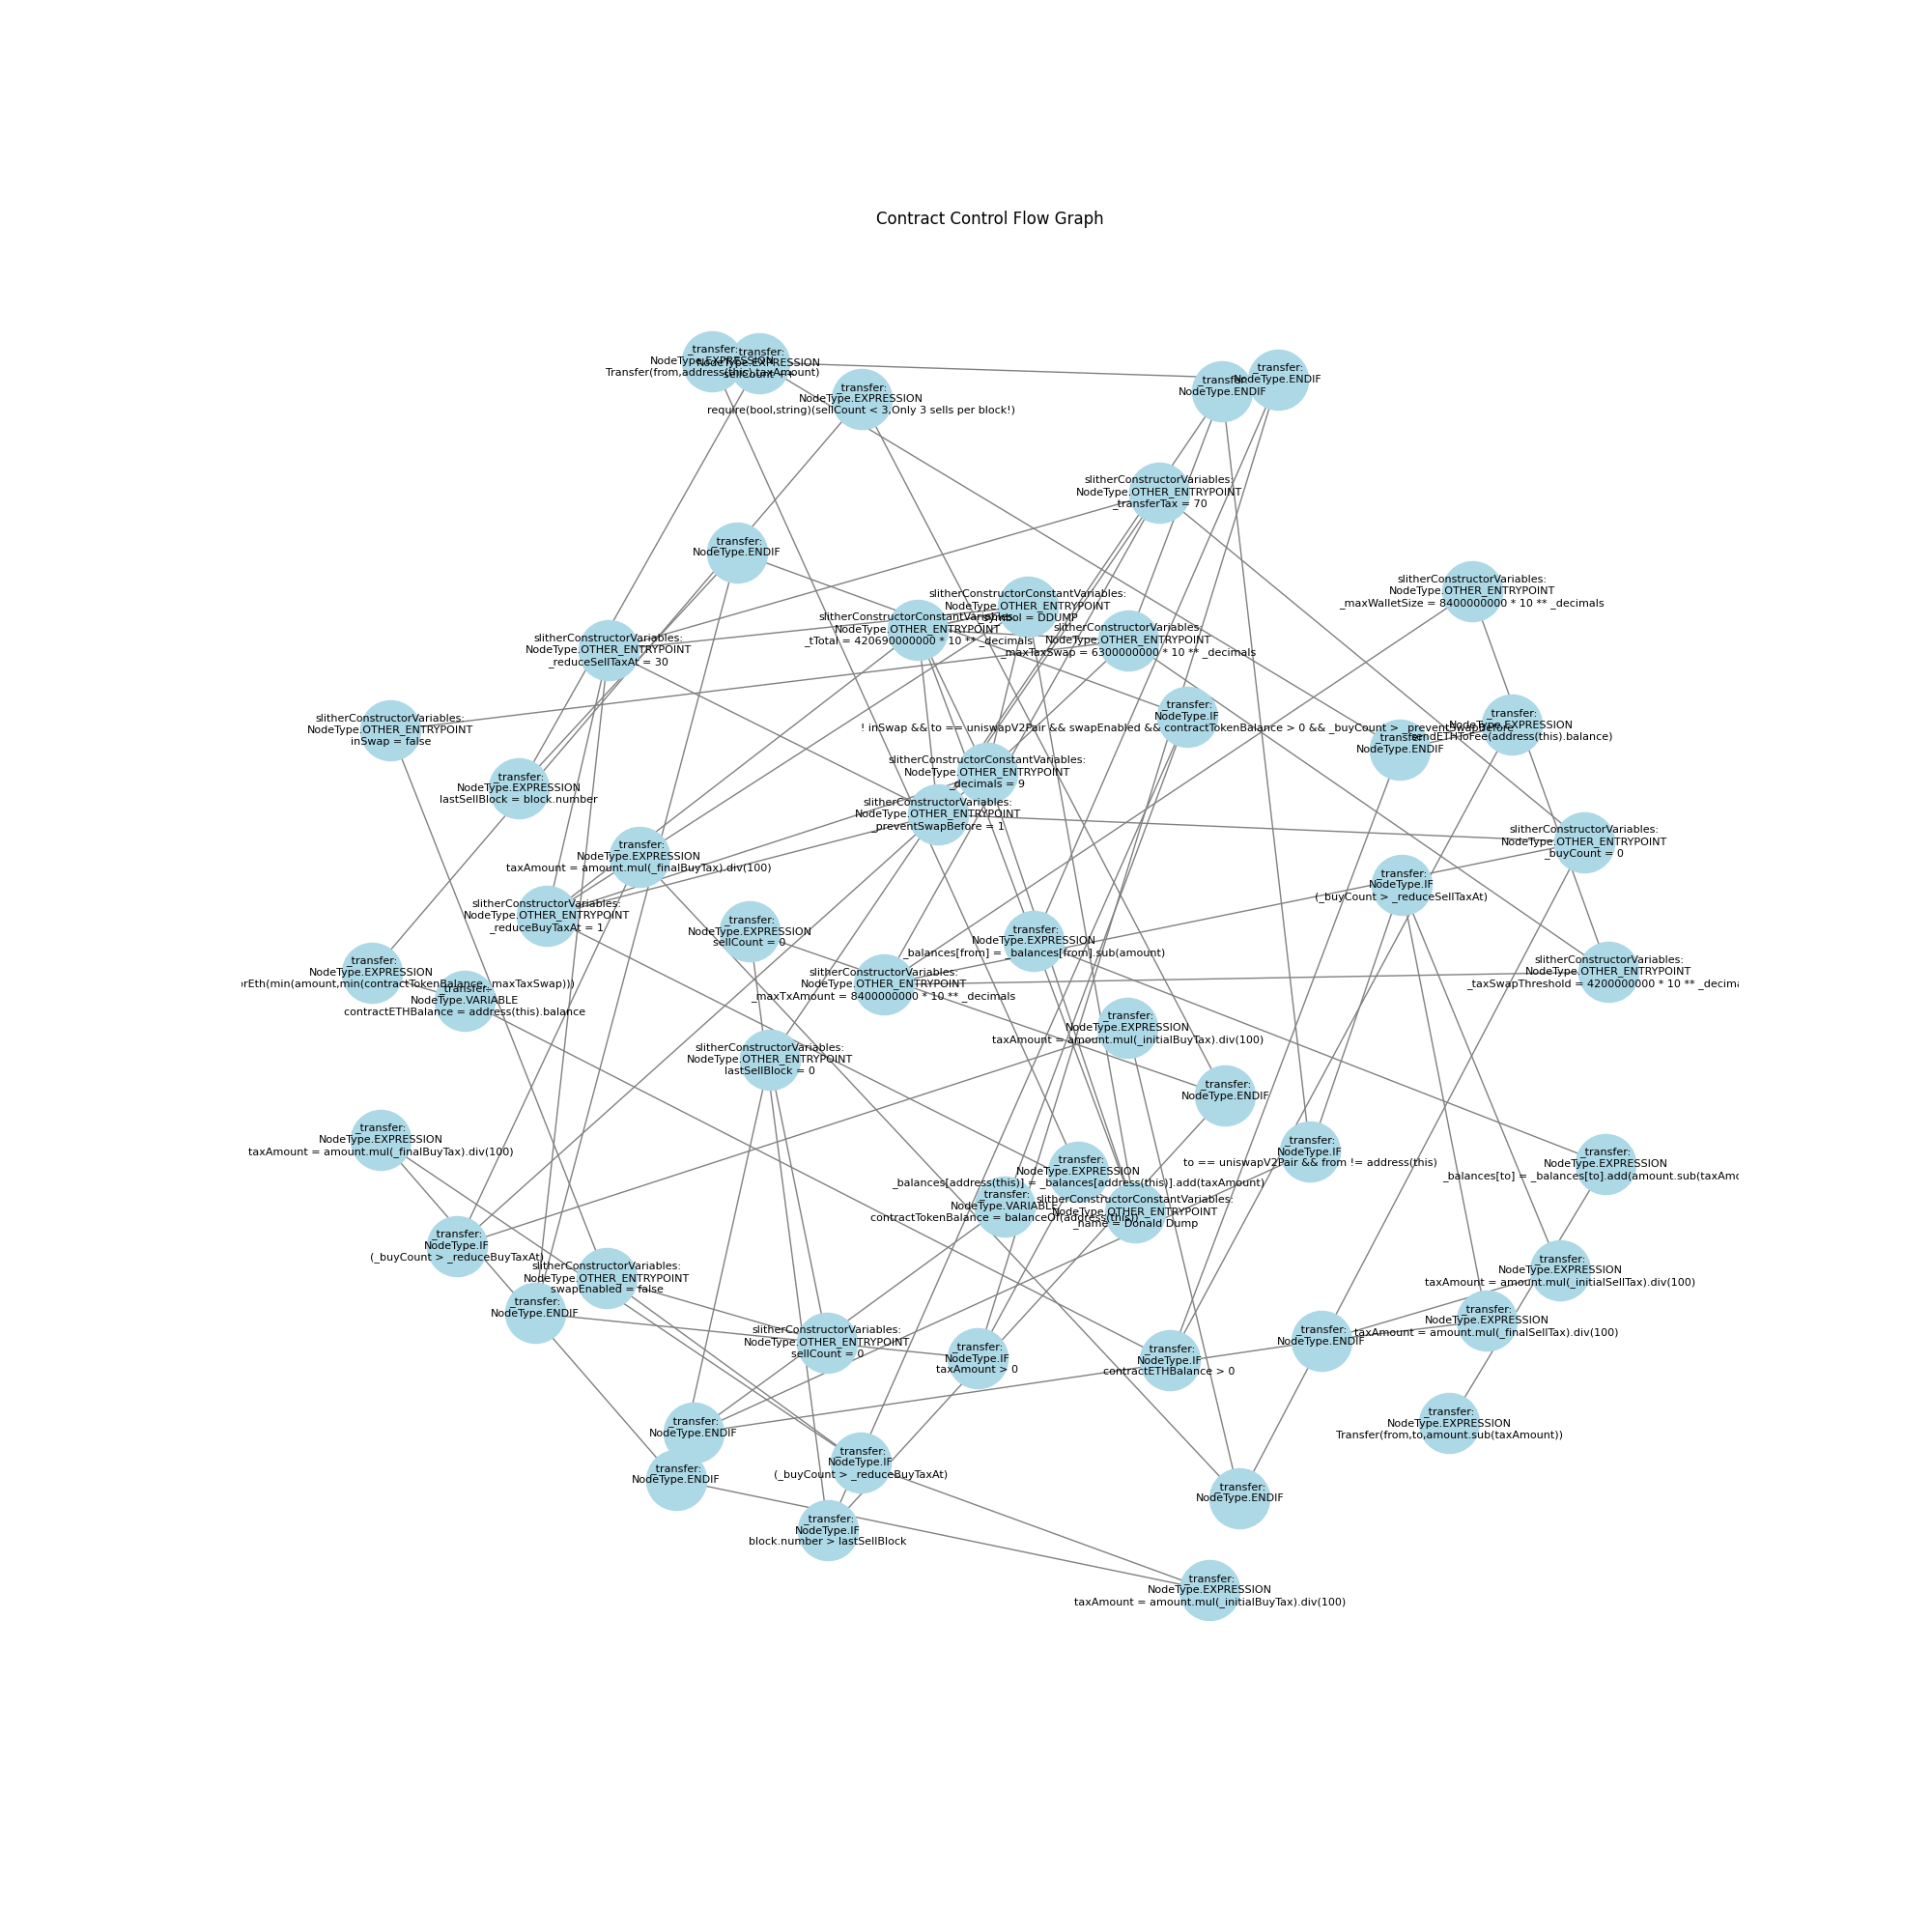 Contract Control Flow Graph
_transfer:
NodeType.EXPRESSION
Transfer(from,address(this),taxAmount)
_transfer:
NodeType.EXPRESSION
sellCount ++
_transfer:
NodeType.EXPRESSION
require(bool,string)(sellCount < 3,Only 3 sells per block!)
_transfer:
NodeType.ENDIF
_transfer:
NodeType.ENDIF
slitherConstructorVariables:
NodeType.OTHER_ENTRYPOINT
_transferTax = 70
_transfer:
NodeType.ENDIF
slitherConstructorVariables:
NodeType.OTHER_ENTRYPOINT
_maxWalletSize = 8400000000 * 10 ** _decimals
slitherConstructorConstantVariables:
NodeType.OTHER_ENTRYPOINT
_symbol = DDUMP
slitherConstructorConstantVariables:
NodeType.OTHER_ENTRYPOINT
_tTotal = 420690000000 * 10 ** _decimals
slitherConstructorVariables:
NodeType.OTHER_ENTRYPOINT
_maxTaxSwap = 6300000000 * 10 ** _decimals
slitherConstructorVariables:
NodeType.OTHER_ENTRYPOINT
_reduceSellTaxAt = 30
slitherConstructorVariables:
NodeType.OTHER_ENTRYPOINT
inSwap = false
_transfer:
NodeType.IF
! inSwap && to == uniswapV2Pair && swapEnabled && contractTokenBalance > 0 && _buyCount > _preventSwapBefore
_transfer:
NodeType.EXPRESSION
sendETHToFee(address(this).balance)
_transfer:
NodeType.ENDIF
slitherConstructorConstantVariables:
NodeType.OTHER_ENTRYPOINT
_decimals = 9
_transfer:
NodeType.EXPRESSION
lastSellBlock = block.number
slitherConstructorVariables:
NodeType.OTHER_ENTRYPOINT
_preventSwapBefore = 1
slitherConstructorVariables:
NodeType.OTHER_ENTRYPOINT
_buyCount = 0
_transfer:
NodeType.EXPRESSION
taxAmount = amount.mul(_finalBuyTax).div(100)
_transfer:
NodeType.IF
(_buyCount > _reduceSellTaxAt)
slitherConstructorVariables:
NodeType.OTHER_ENTRYPOINT
_reduceBuyTaxAt = 1
_transfer:
NodeType.EXPRESSION
sellCount = 0
_transfer:
NodeType.EXPRESSION
_balances[from] = _balances[from].sub(amount)
_transfer:
NodeType.EXPRESSION
orEth(min(amount,min(contractTokenBalance,_maxTaxSwap)))
slitherConstructorVariables:
NodeType.OTHER_ENTRYPOINT
_maxTxAmount = 8400000000 * 10 ** _decimals
slitherConstructorVariables:
NodeType.OTHER_ENTRYPOINT
_taxSwapThreshold = 4200000000 * 10 ** _decima
_transfer:
NodeType.VARIABLE
contractETHBalance = address(this).balance
_transfer:
NodeType.EXPRESSION
taxAmount = amount.mul(_initialBuyTax).div(100)
slitherConstructorVariables:
NodeType.OTHER_ENTRYPOINT
lastSellBlock = 0
_transfer:
NodeType.ENDIF
_transfer:
NodeType.EXPRESSION
taxAmount = amount.mul(_finalBuyTax).div(100)
_transfer:
NodeType.IF
to == uniswapV2Pair && from != address(this)
_transfer:
NodeType.EXPRESSION
_balances[to] = _balances[to].add(amount.sub(taxAmo
_transfer:
NodeType.EXPRESSION
_balances[address(this)] = _balances[address(this)].add(taxAmount)
_transfer:
NodeType.VARIABLE
contractTokenBalance = balanceOf(address(this))
slitherConstructorConstantVariables:
NodeType.OTHER_ENTRYPOINT
_name = Donald Dump
_transfer:
NodeType.IF
(_buyCount > _reduceBuyTaxAt)
slitherConstructorVariables:
NodeType.OTHER_ENTRYPOINT
swapEnabled = false
_transfer:
NodeType.EXPRESSION
taxAmount = amount.mul(_initialSellTax).div(100)
_transfer:
NodeType.ENDIF
_transfer:
NodeType.EXPRESSION
taxAmount = amount.mul(_finalSellTax).div(100)
slitherConstructorVariables:
NodeType.OTHER_ENTRYPOINT
sellCount = 0
_transfer:
NodeType.ENDIF
_transfer:
NodeType.IF
taxAmount > 0
_transfer:
NodeType.IF
contractETHBalance > 0
_transfer:
NodeType.EXPRESSION
Transfer(from,to,amount.sub(taxAmount))
_transfer:
NodeType.ENDIF
_transfer:
NodeType.IF
(_buyCount > _reduceBuyTaxAt)
_transfer:
NodeType.ENDIF
_transfer:
NodeType.ENDIF
_transfer:
NodeType.IF
block.number > lastSellBlock
_transfer:
NodeType.EXPRESSION
taxAmount = amount.mul(_initialBuyTax).div(100)